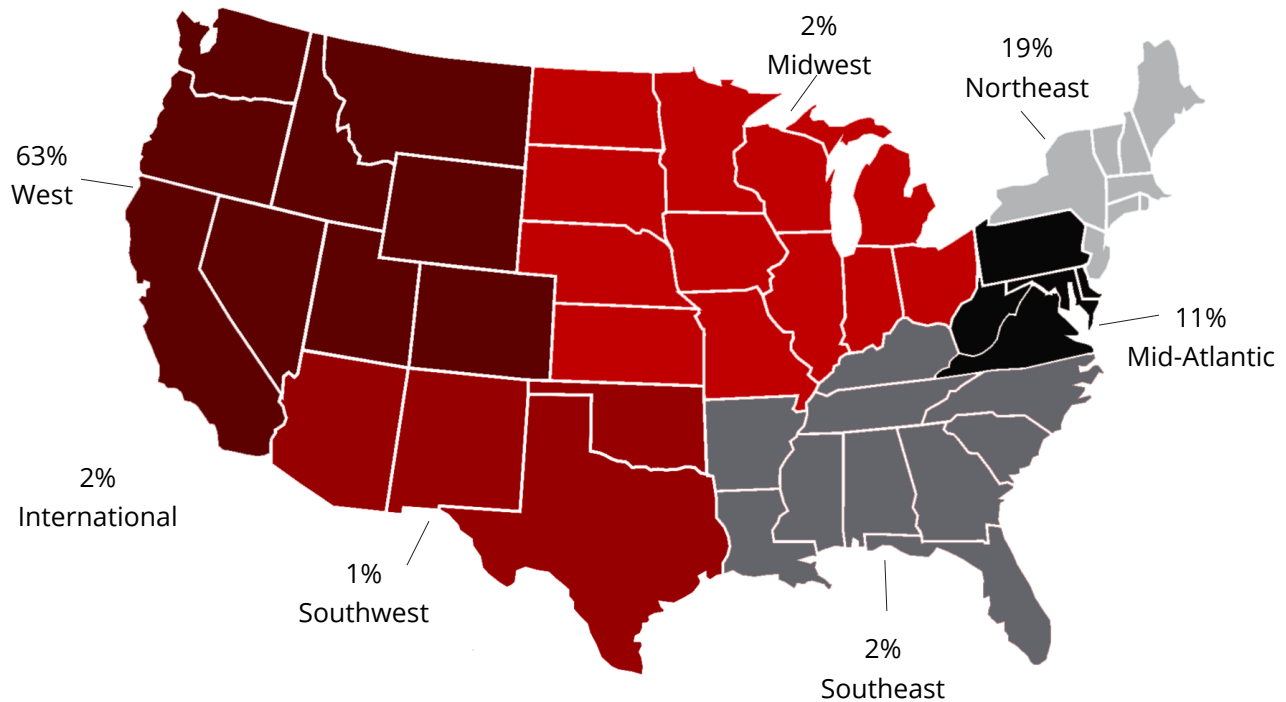 2%
Midwest
19%
Northeast
63%
West
11%
Mid-Atlantic
2%
International
1%
Southwest
2%
Southeast